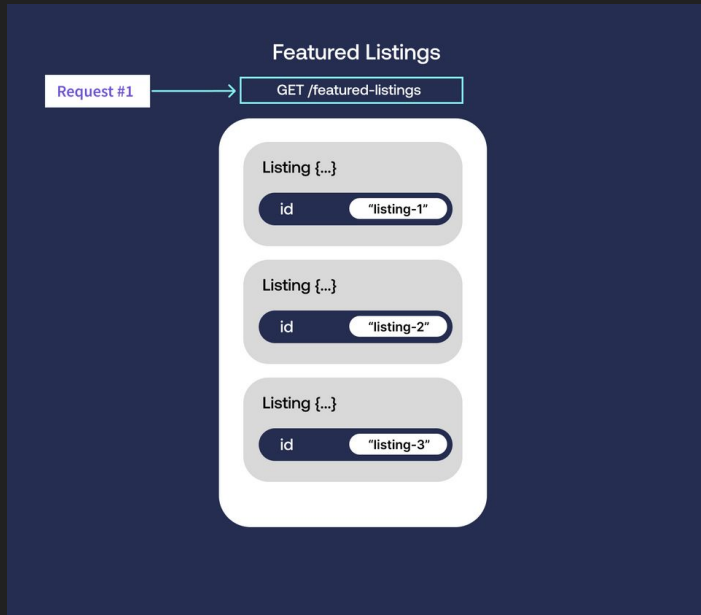 Featured Listings
Request #1
GET /featured-listings
Listing {...}
id “listing-1”
Listing {...}
id “listing-2”
Listing {...}
id “listing-3”